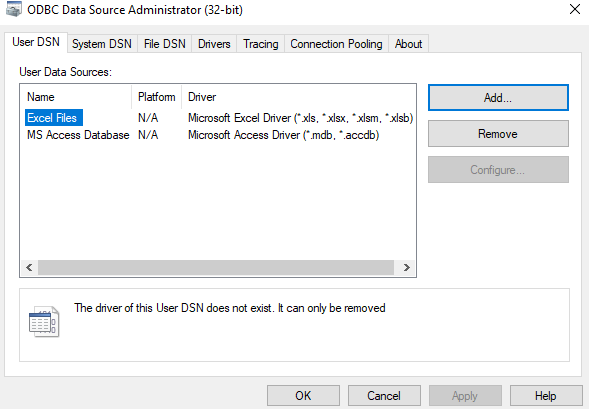 ODBC Data Source Administrator (32-bit)
User DSN System DSN File DSN Drivers Tracing Connection Pooling About
User Data Sources:
Name Platform Driver
Excel Files N/A Microsoft Excel Driver (*.xls, *.xlsx, *.xlsm, *.xlsb)
MS Access Database N/A Microsoft Access Driver (*.mdb, *.accdb)
Add...
Remove
Configure...
The driver of this User DSN does not exist. It can only be removed
OK Cancel Apply Help